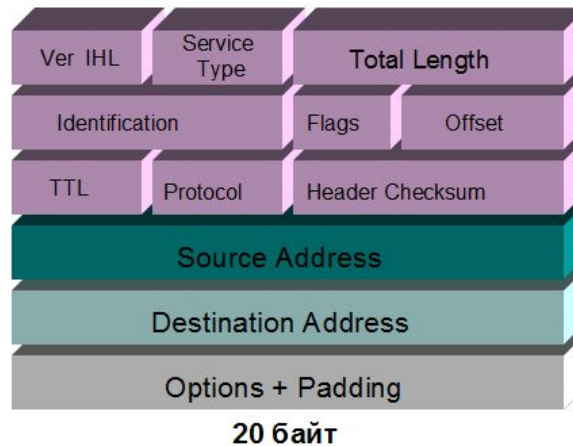 Ver IHL
Service
Type
Total Length
Identification
Flags
Offset
TTL
Protocol
Header Checksum
Source Address
Destination Address
Options + Padding
20 байт